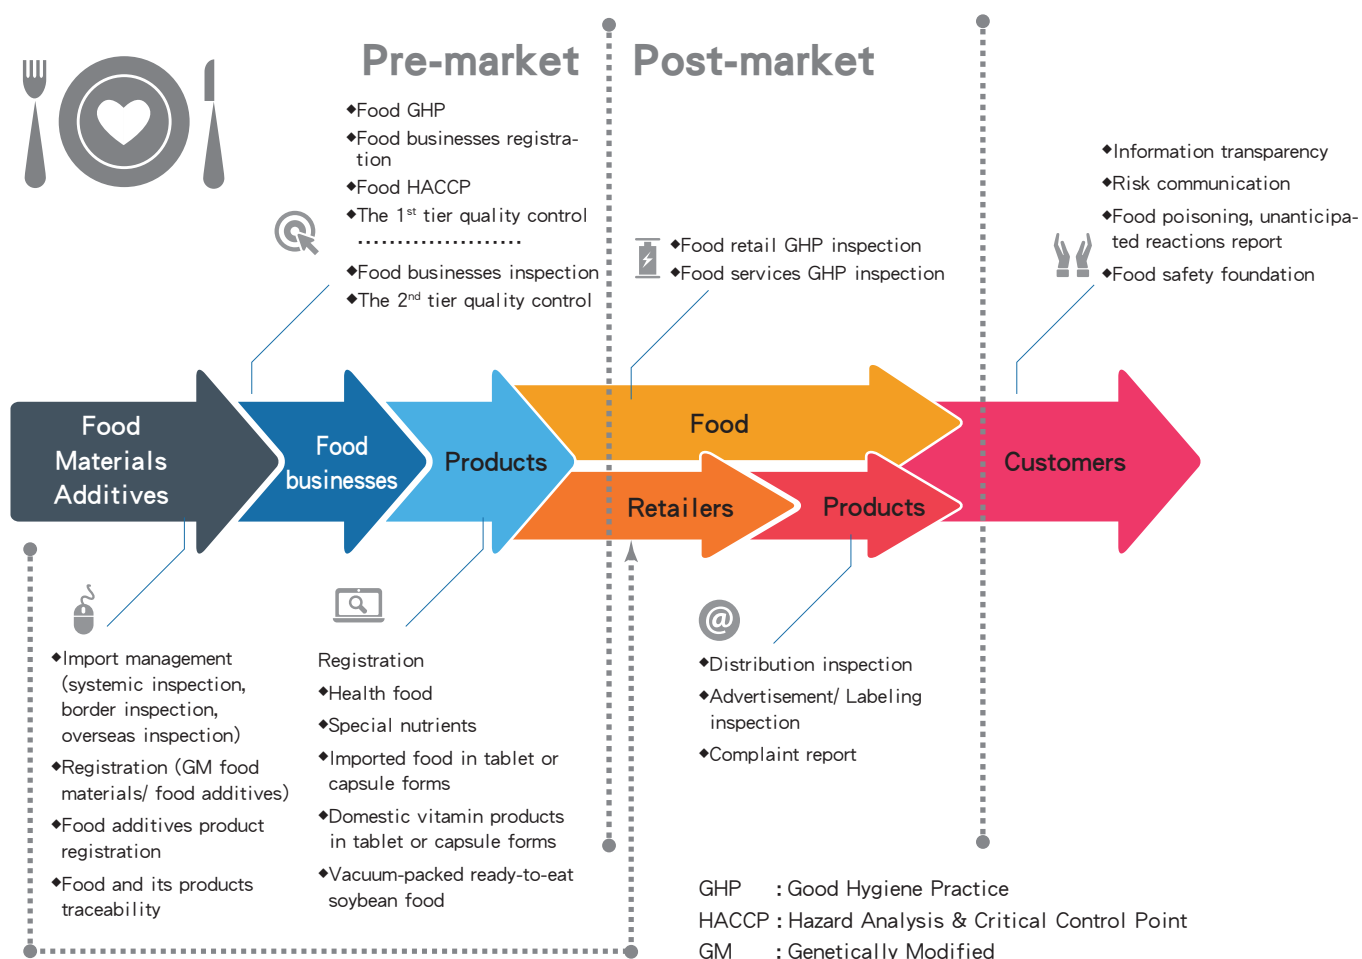 Pre-market
Post-market
◆Food GHP
◆Food businesses registra-
tion
◆Food HACCP
◆The 1st tier quality control
.....................
◆Food businesses inspection
◆The 2nd tier quality control
◆Food retail GHP inspection
◆Food services GHP inspection
◆Information transparency
◆Risk communication
◆Food poisoning, unanticipa-
ted reactions report
◆Food safety foundation
Food
Materials
Additives
Food
businesses
Products
Food
Retailers
Products
Customers
◆Import management
(systemic inspection,
border inspection,
overseas inspection)
◆Registration (GM food
materials/ food additives)
◆Food additives product
registration
◆Food and its products
traceability
Registration
◆Health food
◆Special nutrients
◆Imported food in tablet or
capsule forms
◆Domestic vitamin products
in tablet or capsule forms
◆Vacuum-packed ready-to-eat
soybean food
@
◆Distribution inspection
◆Advertisement/ Labeling
inspection
◆Complaint report
GHP : Good Hygiene Practice
HACCP : Hazard Analysis & Critical Control Point
GM : Genetically Modified